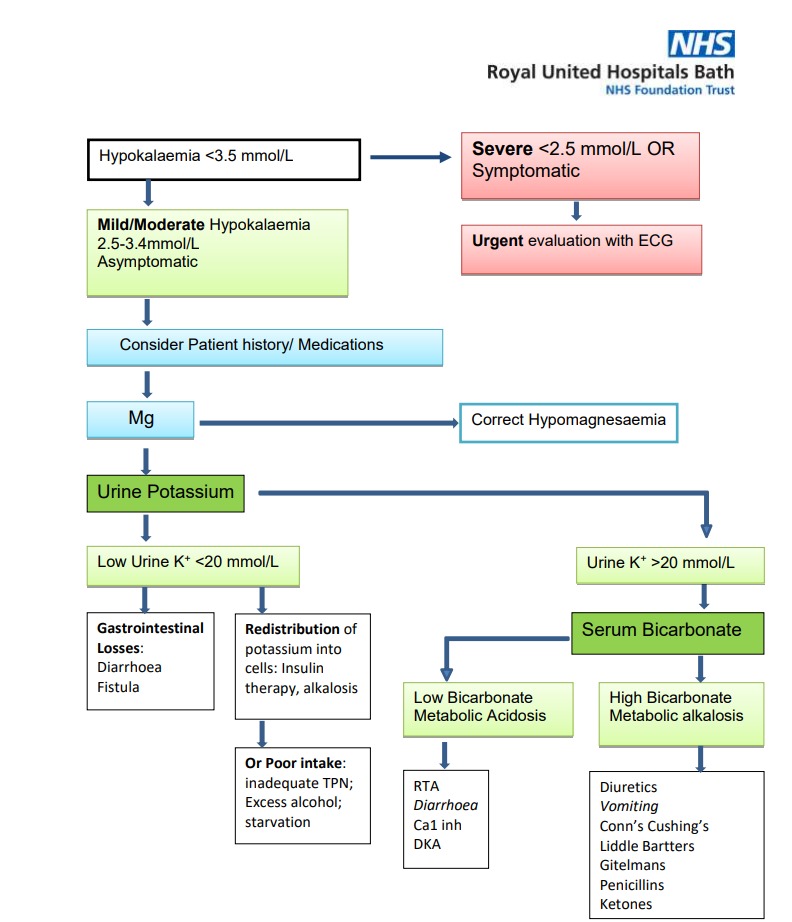 NHS
Royal United Hospitals Bath
NHS Foundation Trust
Hypokalaemia <3.5 mmol/L
Severe <2.5 mmol/L OR
Symptomatic
Mild/Moderate Hypokalaemia
2.5-3.4mmol/L
Asymptomatic
Urgent evaluation with ECG
Consider Patient history/ Medications
Mg
Correct Hypomagnesaemia
Urine Potassium
Low Urine K⁺ <20 mmol/L
Urine K⁺ >20 mmol/L
Gastrointestinal
Losses:
Diarrhoea
Fistula
Redistribution of
potassium into
cells: Insulin
therapy, alkalosis
Serum Bicarbonate
Low Bicarbonate
Metabolic Acidosis
High Bicarbonate
Metabolic alkalosis
Or Poor intake:
inadequate TPN;
Excess alcohol;
starvation
RTA
Diarrhoea
Ca1 inh
DKA
Diuretics
Vomiting
Conn's Cushing's
Liddle Bartters
Gitelmans
Penicillins
Ketones